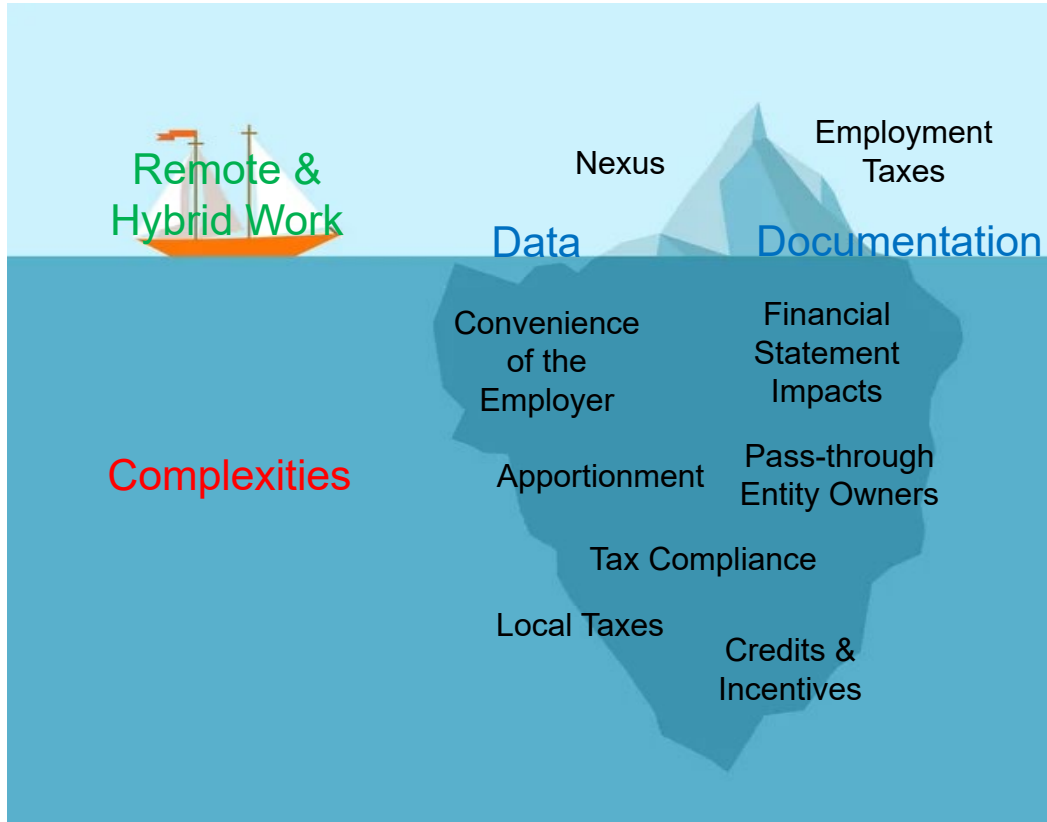 Remote &
Hybrid Work
Nexus
Employment
Taxes
Data
Documentation
Convenience
of the
Employer
Financial
Statement
Impacts
Complexities
Apportionment
Pass-through
Entity Owners
Tax Compliance
Local Taxes
Credits &
Incentives